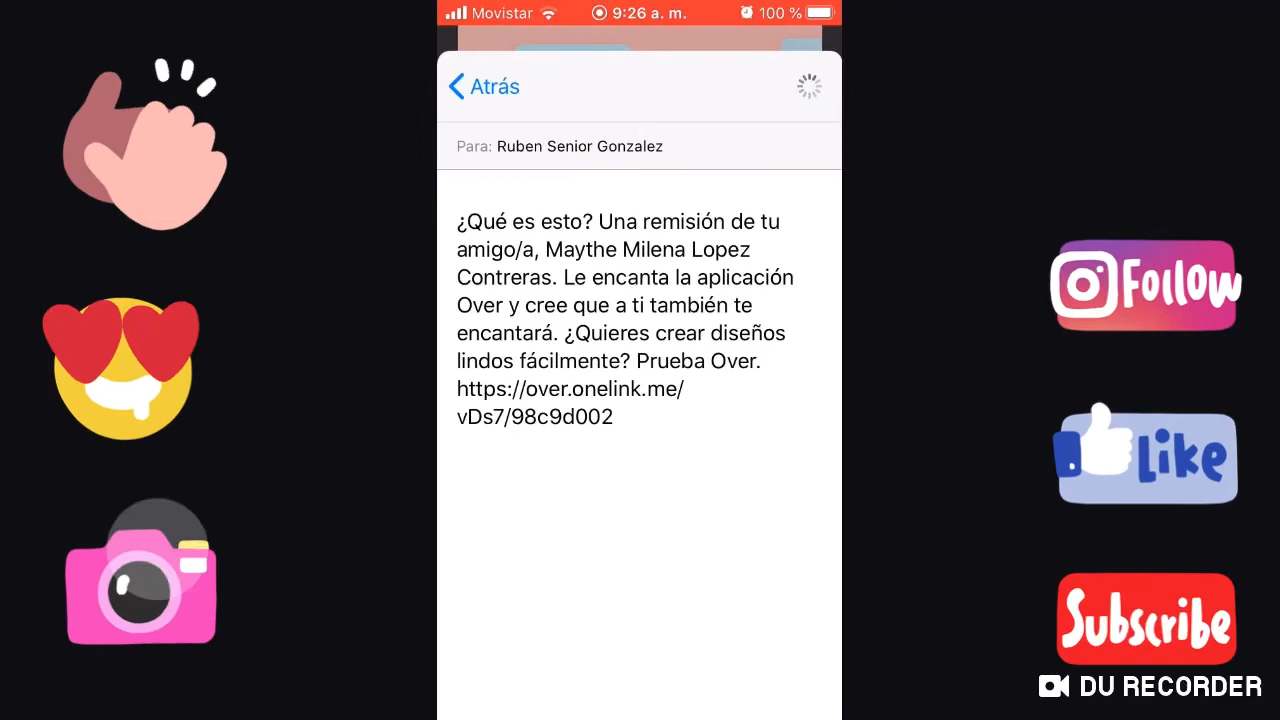 Movistar 9:26 a. m. 100 %
Atrás
Para: Ruben Senior Gonzalez
¿Qué es esto? Una remisión de tu
amigo/a, Maythe Milena Lopez
Contreras. Le encanta la aplicación
Over y cree que a ti también te
encantará. ¿Quieres crear diseños
lindos fácilmente? Prueba Over.
https://over.onelink.me/
vDs7/98c9d002
Follow
Like
Subscribe
DU RECORDER